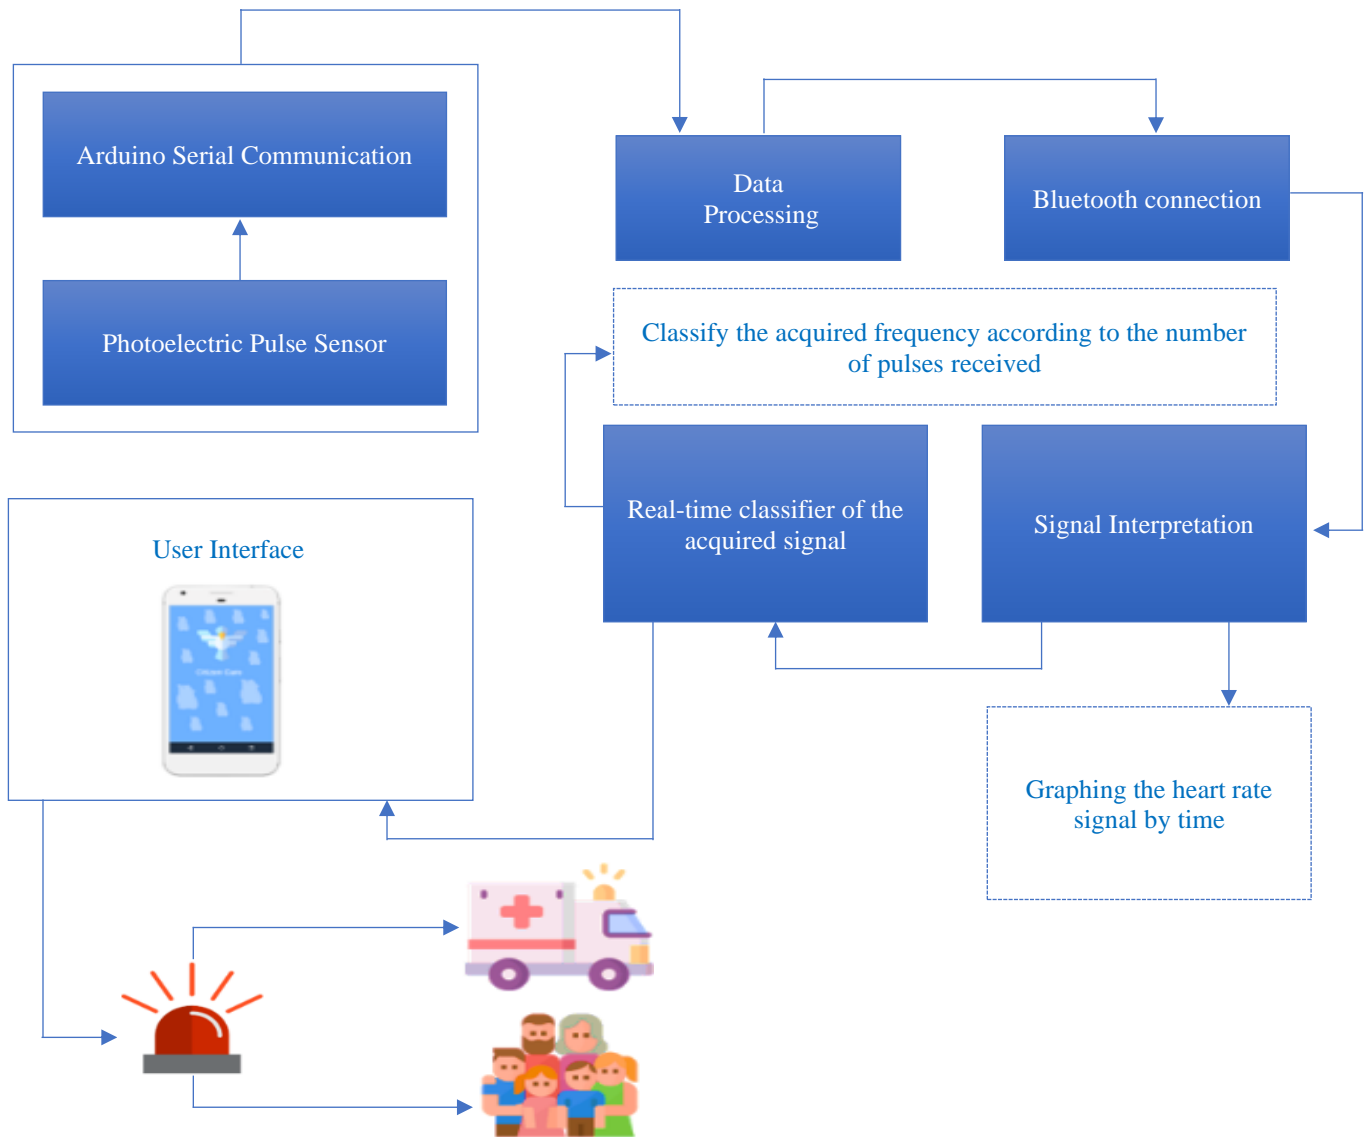 Arduino Serial Communication
Photoelectric Pulse Sensor
Data
Processing
Bluetooth connection
Classify the acquired frequency according to the number
of pulses received
Real-time classifier of the
acquired signal
Signal Interpretation
Graphing the heart rate
signal by time
User Interface